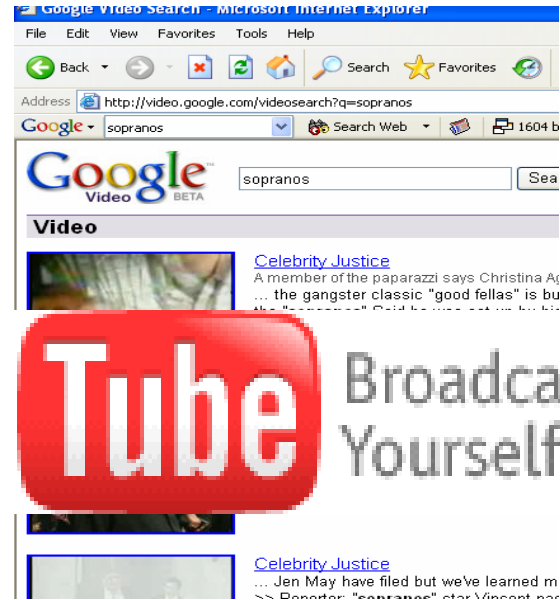 Google Video Search - Microsoft Internet Explorer
File Edit View Favorites Tools Help
Back Search Favorites
Address http://video.google.com/videosearch?q=sopranos
Google sopranos Search Web 1604 b
Google Video BETA sopranos Sea
Video
Celebrity Justice
A member of the paparazzi says Christina Ag
... the gangster classic "good fellas" is bu
Tube Broadca
Yourself
Celebrity Justice
... Jen May have filed but we've learned m
>> Reporter: "sopranos" star Vincent